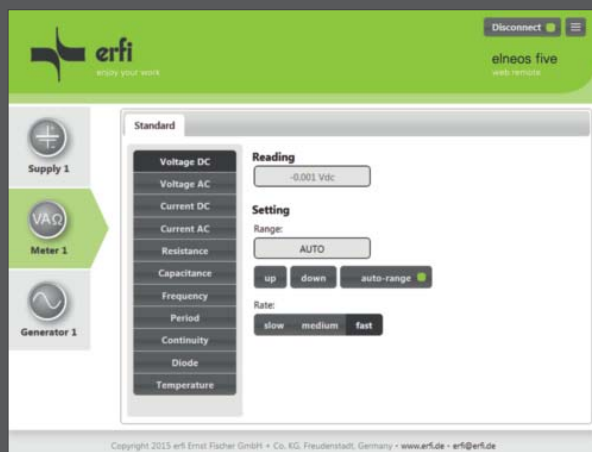 Disconnect
erfi
enjoy your work
elneos five
web remote
Supply 1
VAΩ
Meter 1
Generator 1
Standard
Voltage DC
Voltage AC
Current DC
Current AC
Resistance
Capacitance
Frequency
Period
Continuity
Diode
Temperature
Reading
-0.001 Vdc
Setting
Range:
AUTO
up down auto-range
Rate:
slow medium fast
Copyright 2015 erfi Ernst Fischer GmbH + Co. KG, Freudenstadt, Germany - www.erfi.de - erfi@erfi.de